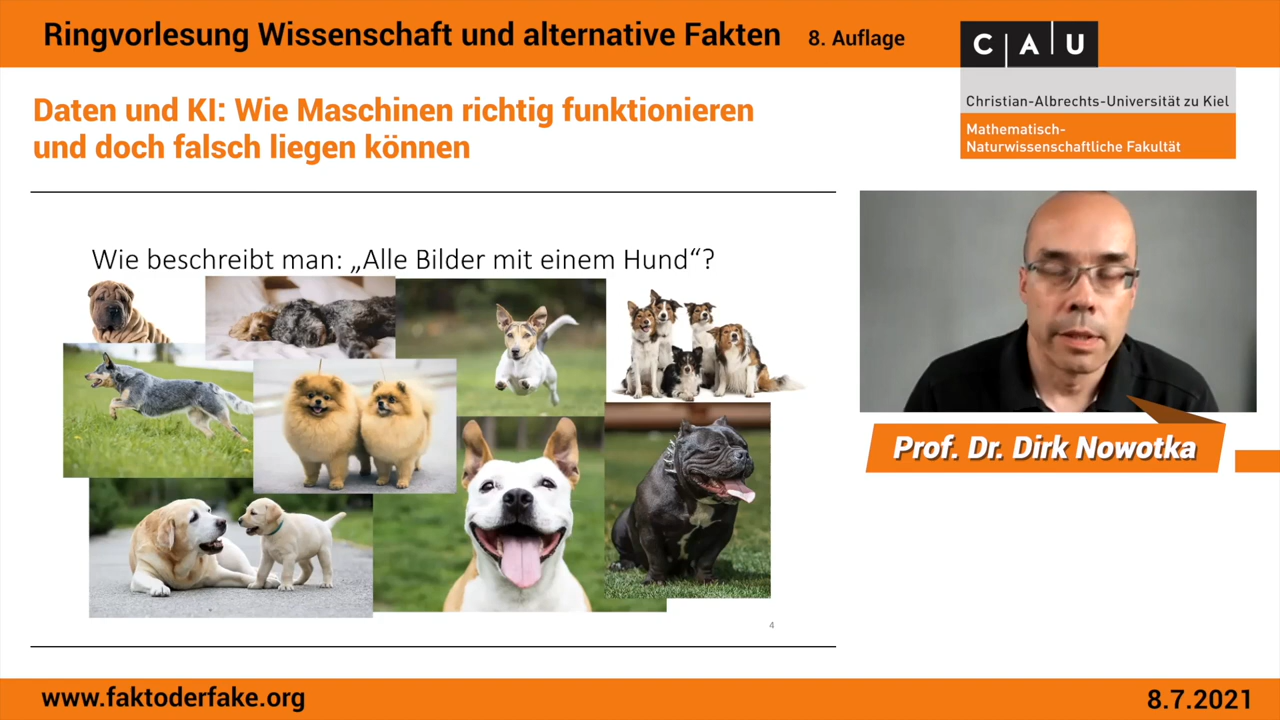 Ringvorlesung Wissenschaft und alternative Fakten 8. Auflage
CAU
Christian-Albrechts-Universität zu Kiel
Mathematisch-
Naturwissenschaftliche Fakultät
Daten und KI: Wie Maschinen richtig funktionieren
und doch falsch liegen können
Wie beschreibt man: „Alle Bilder mit einem Hund“?
4
Prof. Dr. Dirk Nowotka
www.faktoderfake.org
8.7.2021